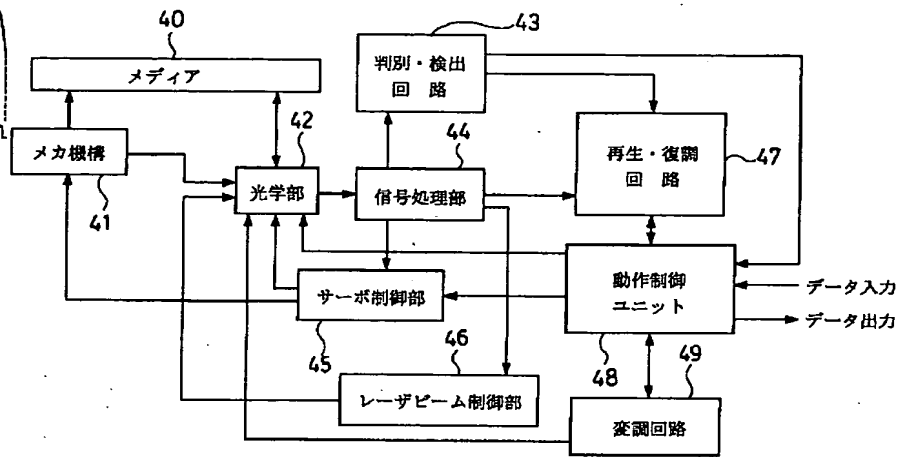 40
メディア
メカ機構
41
42
光学部
43
判別・検出
回　路
44
信号処理部
再生・復調
回　路
47
サーボ制御部
45
46
レーザビーム制御部
動作制御
ユニット
48
データ入力
データ出力
49
変調回路